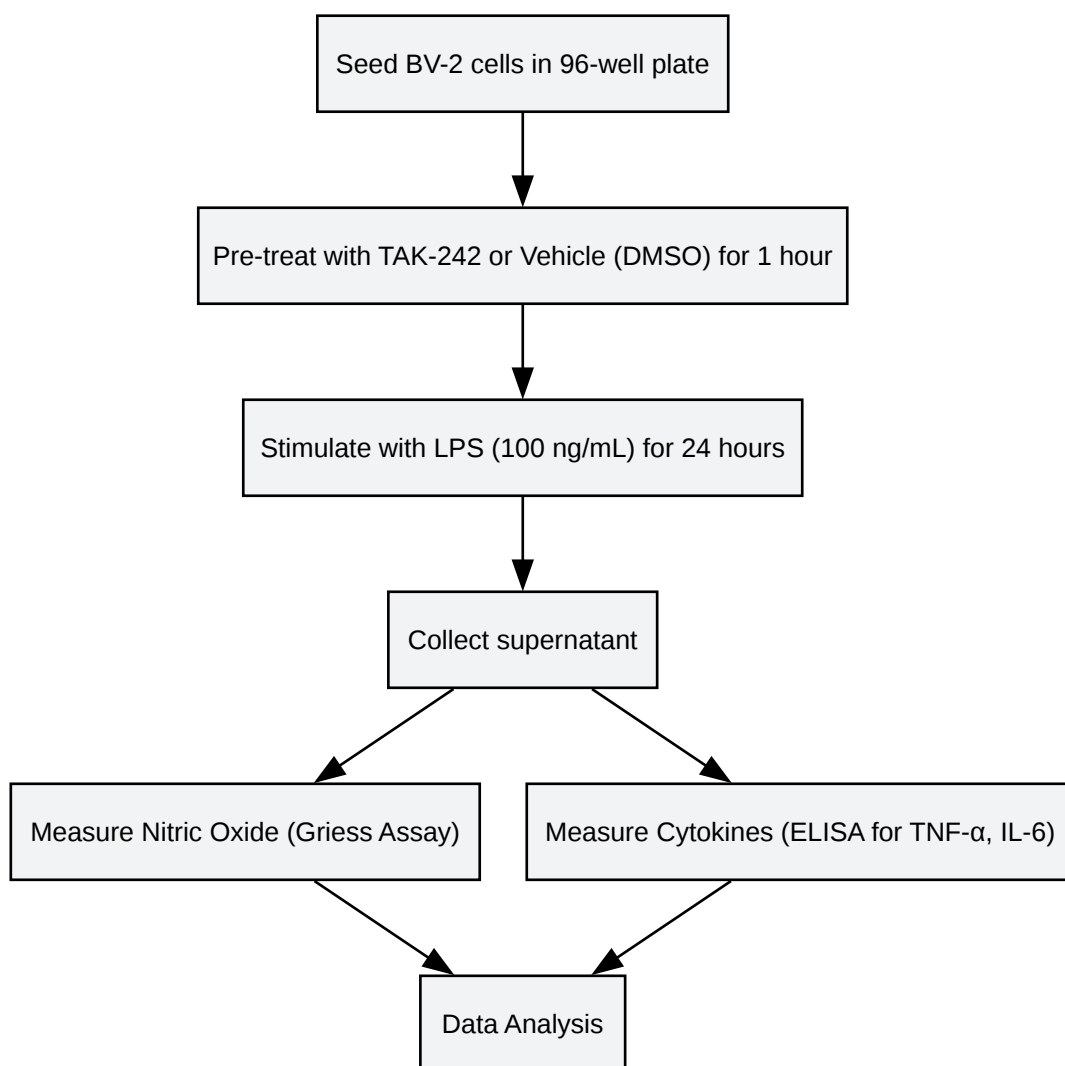 Seed BV-2 cells in 96-well plate
Pre-treat with TAK-242 or Vehicle (DMSO) for 1 hour
Stimulate with LPS (100 ng/mL) for 24 hours
Collect supernatant
Measure Nitric Oxide (Griess Assay)
Measure Cytokines (ELISA for TNF-α, IL-6)
Data Analysis